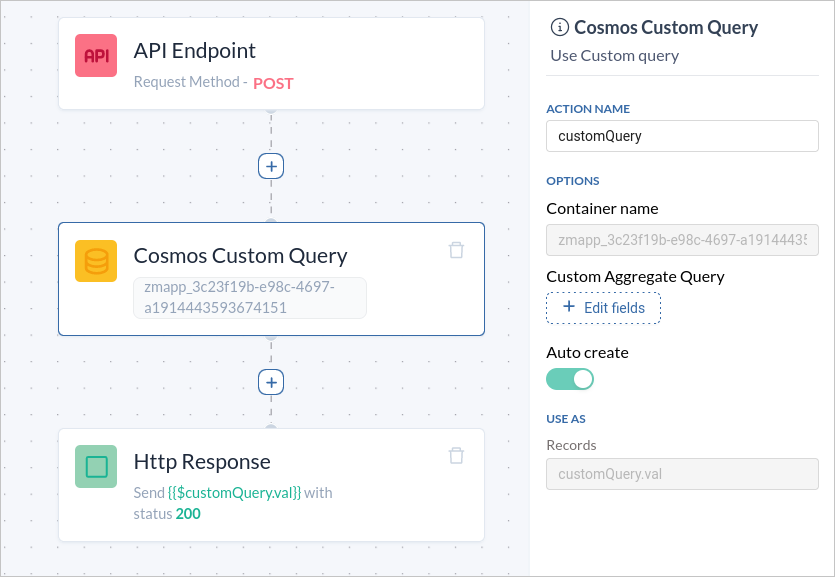 API
API Endpoint
Request Method - POST
Cosmos Custom Query
zmapp_3c23f19b-e98c-4697-
a1914443593674151
Http Response
Send {{$customQuery.val}} with
status 200
Cosmos Custom Query
Use Custom query
ACTION NAME
customQuery
OPTIONS
Container name
zmapp_3c23f19b-e98c-4697-a19144435
Custom Aggregate Query
+ Edit fields
Auto create
USE AS
Records
customQuery.val